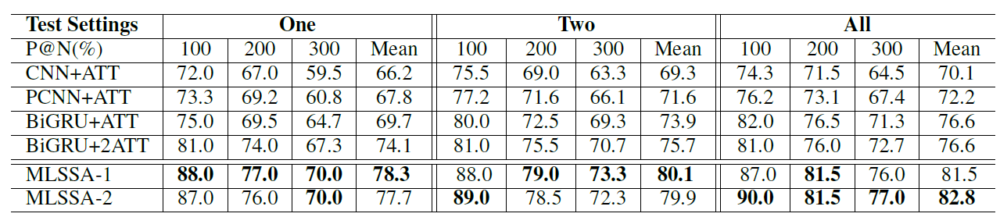 Test Settings One Two All
P@N(%) 100 200 300 Mean 100 200 300 Mean 100 200 300 Mean
CNN+ATT 72.0 67.0 59.5 66.2 75.5 69.0 63.3 69.3 74.3 71.5 64.5 70.1
PCNN+ATT 73.3 69.2 60.8 67.8 77.2 71.6 66.1 71.6 76.2 73.1 67.4 72.2
BiGRU+ATT 75.0 69.5 64.7 69.7 80.0 72.5 69.3 73.9 82.0 76.5 71.3 76.6
BiGRU+2ATT 81.0 74.0 67.3 74.1 81.0 75.5 70.7 75.7 81.0 76.0 72.7 76.6
MLSSA-1 88.0 77.0 70.0 78.3 88.0 79.0 73.3 80.1 87.0 81.5 76.0 81.5
MLSSA-2 87.0 76.0 70.0 77.7 89.0 78.5 72.3 79.9 90.0 81.5 77.0 82.8